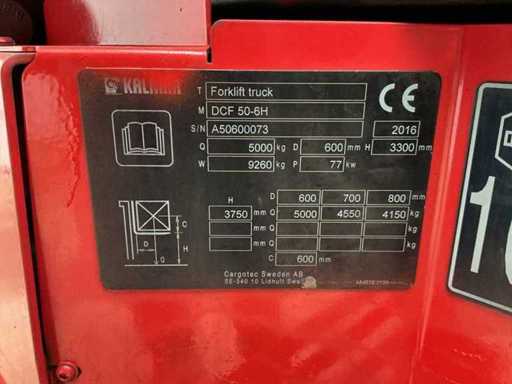 KALMAR T Forklift truck
M DCF 50-6H CE
S/N A50600073 2016
Q 5000 kg D 600 mm H 3300 mm
W 9260 kg P 77 kw
H D 600 700 800 mm
3750 mm Q 5000 4550 4150 kg
mm Q kg
mm Q kg
C 600 mm
D C H Q
Cargotec Sweden AB
SE-340 10 Lidhult